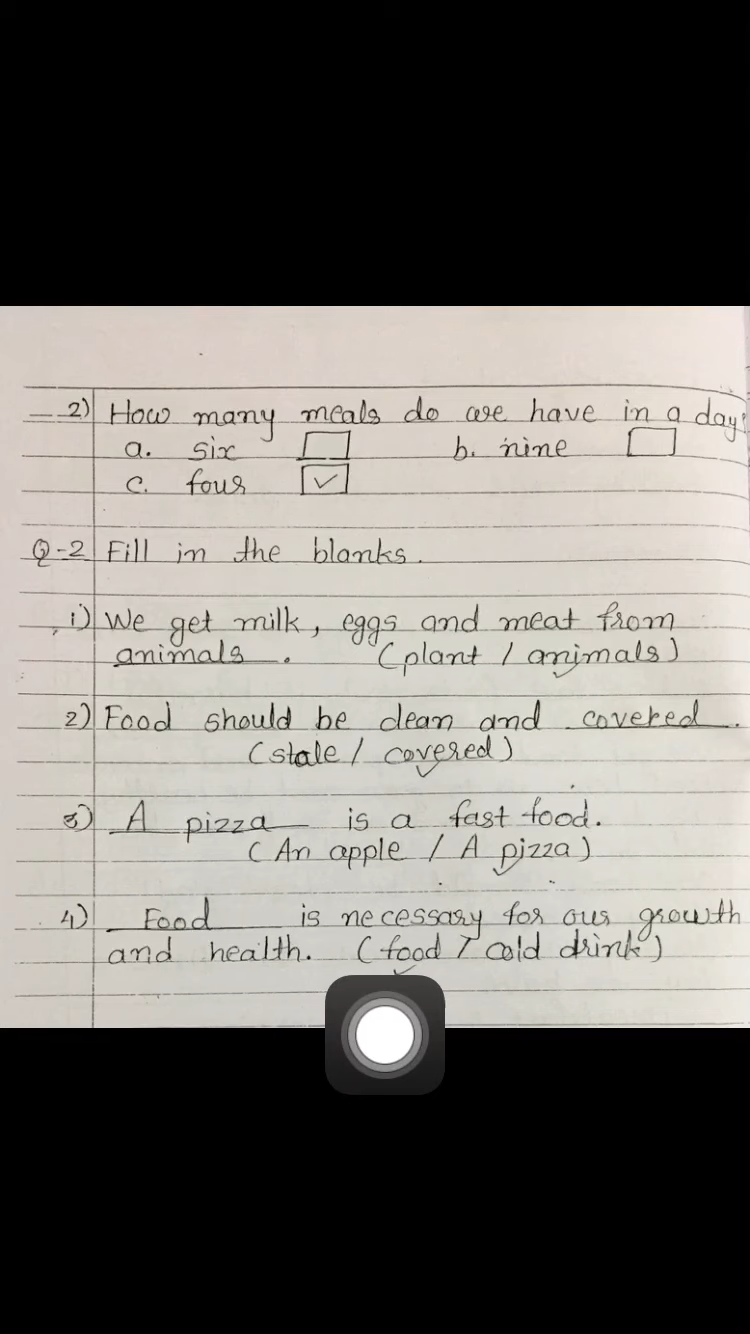 2) How many meals do we have in a day?
a. six b. nine
c. four ✓
Q-2 Fill in the blanks.
1) We get milk, eggs and meat from
animals. (plant / animals)
2) Food should be clean and covered.
(stale / covered)
3) A pizza is a fast food.
(An apple / A pizza)
4) Food is necessary for our growth
and health. (food / cold drink)